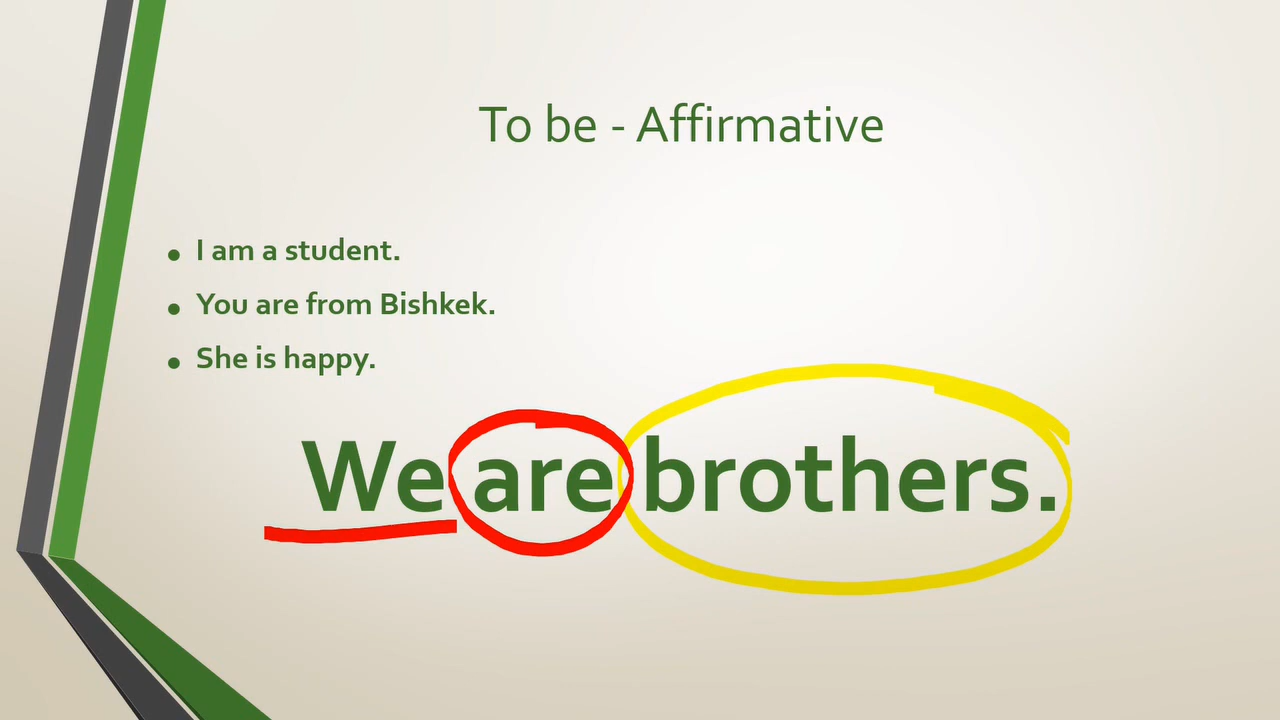 To be - Affirmative
• I am a student.
• You are from Bishkek.
• She is happy.
We are brothers.